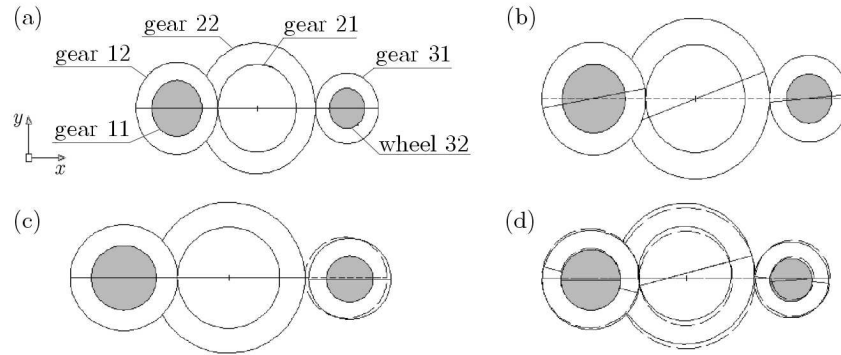 (a)
gear 22
gear 21
gear 12
gear 31
gear 11
wheel 32
y
x
(b)
(c)
(d)